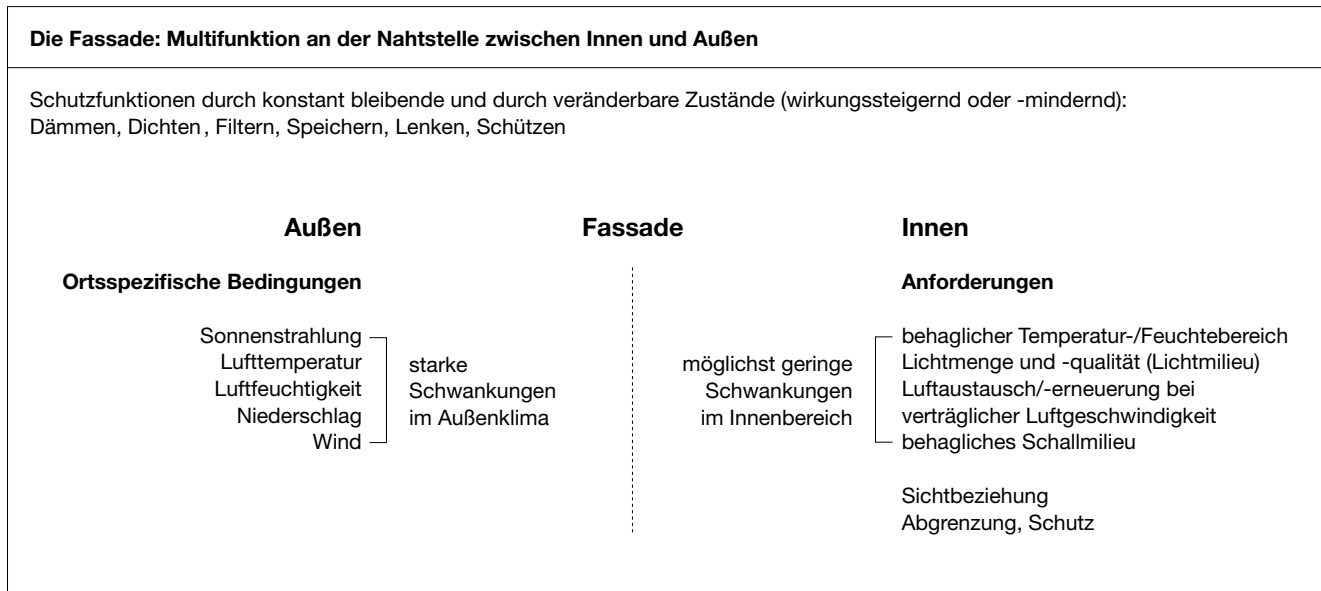 Die Fassade: Multifunktion an der Nahtstelle zwischen Innen und Außen
Schutzfunktionen durch konstant bleibende und durch veränderbare Zustände (wirkungssteigernd oder -mindernd):
Dämmen, Dichten, Filtern, Speichern, Lenken, Schützen
Außen
Ortsspezifische Bedingungen
Sonnenstrahlung
Lufttemperatur
Luftfeuchtigkeit
Niederschlag
Wind
starke
Schwankungen
im Außenklima
Fassade
möglichst geringe
Schwankungen
im Innenbereich
Innen
Anforderungen
behaglicher Temperatur-/Feuchtebereich
Lichtmenge und -qualität (Lichtmilieu)
Luftaustausch/-erneuerung bei
verträglicher Luftgeschwindigkeit
behagliches Schallmilieu
Sichtbeziehung
Abgrenzung, Schutz